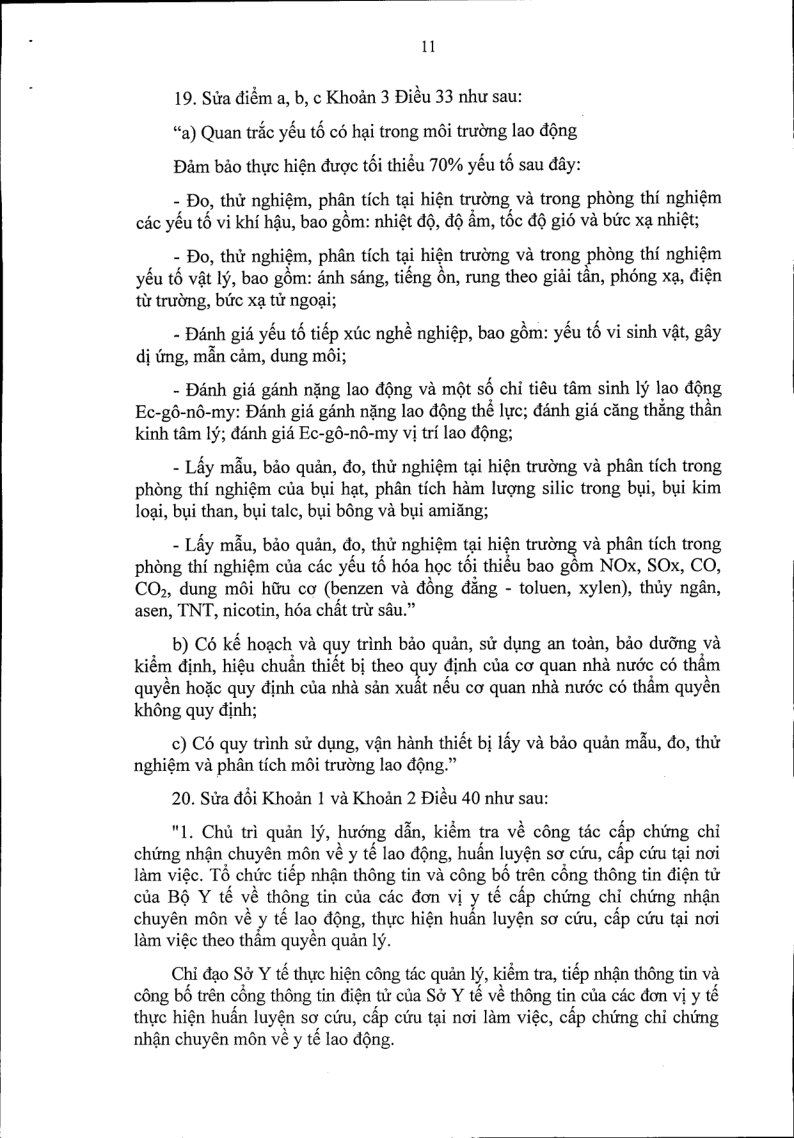 11
19. Sửa điểm a, b, c Khoản 3 Điều 33 như sau:
“a) Quan trắc yếu tố có hại trong môi trường lao động
Đảm bảo thực hiện được tối thiểu 70% yếu tố sau đây:
- Đo, thử nghiệm, phân tích tại hiện trường và trong phòng thí nghiệm
các yếu tố vi khí hậu, bao gồm: nhiệt độ, độ ẩm, tốc độ gió và bức xạ nhiệt;
- Đo, thử nghiệm, phân tích tại hiện trường và trong phòng thí nghiệm
yếu tố vật lý, bao gồm: ánh sáng, tiếng ồn, rung theo giải tần, phóng xạ, điện
từ trường, bức xạ tử ngoại;
- Đánh giá yếu tố tiếp xúc nghề nghiệp, bao gồm: yếu tố vi sinh vật, gây
dị ứng, mẫn cảm, dung môi;
- Đánh giá gánh nặng lao động và một số chỉ tiêu tâm sinh lý lao động
Ec-gô-nô-my: Đánh giá gánh nặng lao động thể lực; đánh giá căng thẳng thần
kinh tâm lý; đánh giá Ec-gô-nô-my vị trí lao động;
- Lấy mẫu, bảo quản, đo, thử nghiệm tại hiện trường và phân tích trong
phòng thí nghiệm của bụi hạt, phân tích hàm lượng silic trong bụi, bụi kim
loại, bụi than, bụi talc, bụi bông và bụi amiăng;
- Lấy mẫu, bảo quản, đo, thử nghiệm tại hiện trường và phân tích trong
phòng thí nghiệm của các yếu tố hóa học tối thiểu bao gồm NOx, SOx, CO,
CO₂, dung môi hữu cơ (benzen và đồng đẳng - toluen, xylen), thủy ngân,
asen, TNT, nicotin, hóa chất trừ sâu.”
b) Có kế hoạch và quy trình bảo quản, sử dụng an toàn, bảo dưỡng và
kiểm định, hiệu chuẩn thiết bị theo quy định của cơ quan nhà nước có thẩm
quyền hoặc quy định của nhà sản xuất nếu cơ quan nhà nước có thẩm quyền
không quy định;
c) Có quy trình sử dụng, vận hành thiết bị lấy và bảo quản mẫu, đo, thử
nghiệm và phân tích môi trường lao động.”
20. Sửa đổi Khoản 1 và Khoản 2 Điều 40 như sau:
"1. Chủ trì quản lý, hướng dẫn, kiểm tra về công tác cấp chứng chỉ
chứng nhận chuyên môn về y tế lao động, huấn luyện sơ cứu, cấp cứu tại nơi
làm việc. Tổ chức tiếp nhận thông tin và công bố trên cổng thông tin điện tử
của Bộ Y tế về thông tin của các đơn vị y tế cấp chứng chỉ chứng nhận
chuyên môn về y tế lao động, thực hiện huấn luyện sơ cứu, cấp cứu tại nơi
làm việc theo thẩm quyền quản lý.
Chỉ đạo Sở Y tế thực hiện công tác quản lý, kiểm tra, tiếp nhận thông tin và
công bố trên cổng thông tin điện tử của Sở Y tế về thông tin của các đơn vị y tế
thực hiện huấn luyện sơ cứu, cấp cứu tại nơi làm việc, cấp chứng chỉ chứng
nhận chuyên môn về y tế lao động.